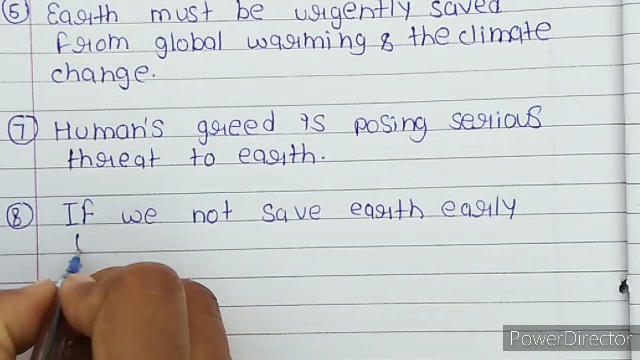 ⑥ Earth must be urgently saved
from global warming & the climate
change.
⑦ Human's greed is posing serious
threat to earth.
⑧ If we not save earth early
PowerDirector